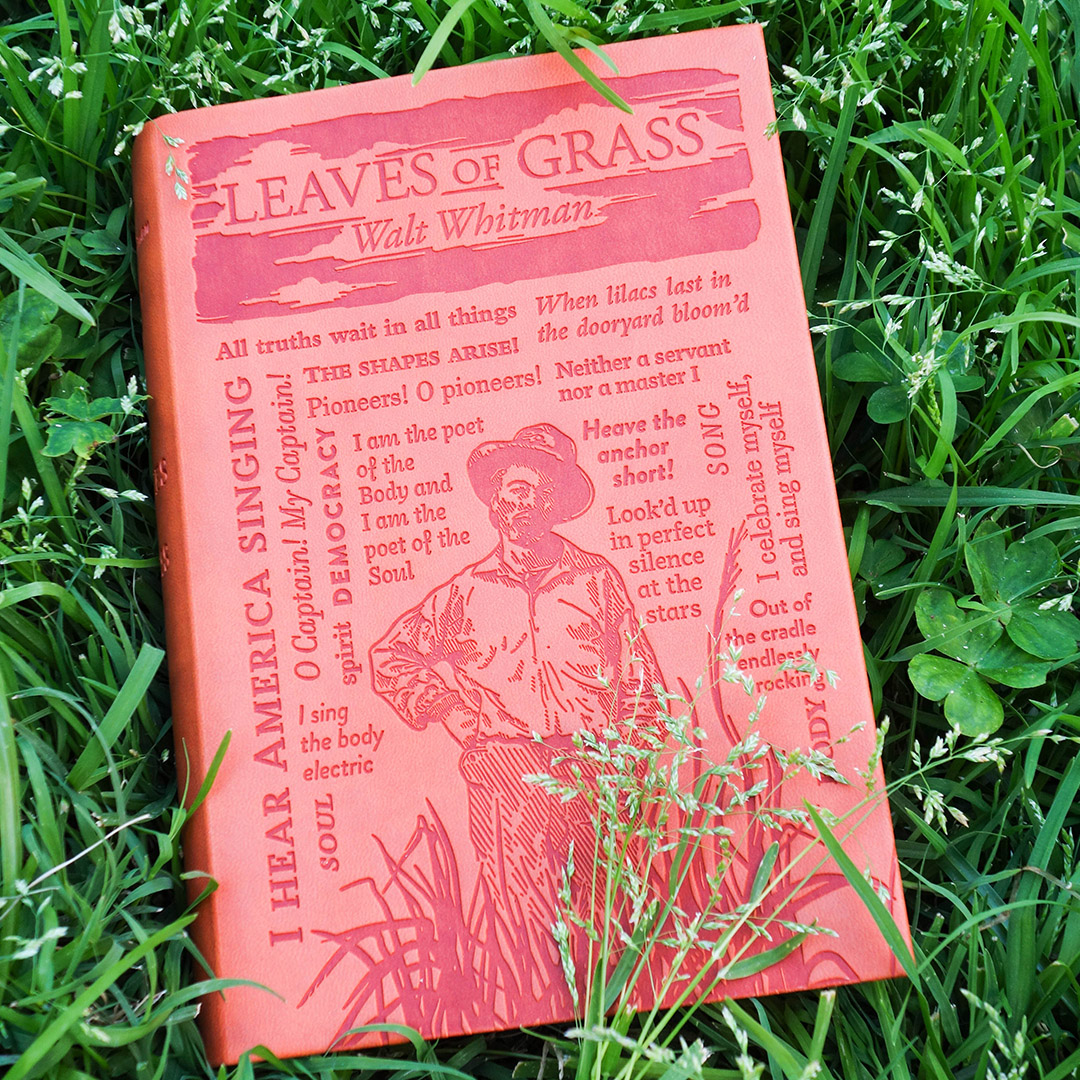 LEAVES OF GRASS
Walt Whitman
All truths wait in all things
When lilacs last in
the dooryard bloom'd
THE SHAPES ARISE!
Pioneers! O pioneers!
Neither a servant
nor a master I
I HEAR AMERICA SINGING
O Captain! My Captain!
spirit DEMOCRACY
I am the poet
of the
Body and
I am the
poet of the
Soul
Heave the
anchor
short!
SONG
I celebrate myself,
and sing myself
Look'd up
in perfect
silence
at the
stars
Out of
the cradle
endlessly
rocking
I sing
the body
electric
SOUL